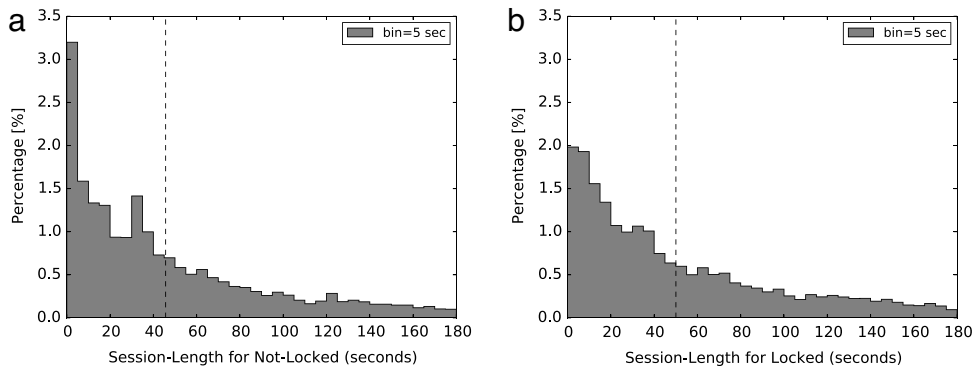 a
3.5
3.0
2.5
2.0
1.5
1.0
0.5
0.0
Percentage [%]
bin=5 sec
0 20 40 60 80 100 120 140 160 180
Session-Length for Not-Locked (seconds)
b
3.5
3.0
2.5
2.0
1.5
1.0
0.5
0.0
Percentage [%]
bin=5 sec
0 20 40 60 80 100 120 140 160 180
Session-Length for Locked (seconds)